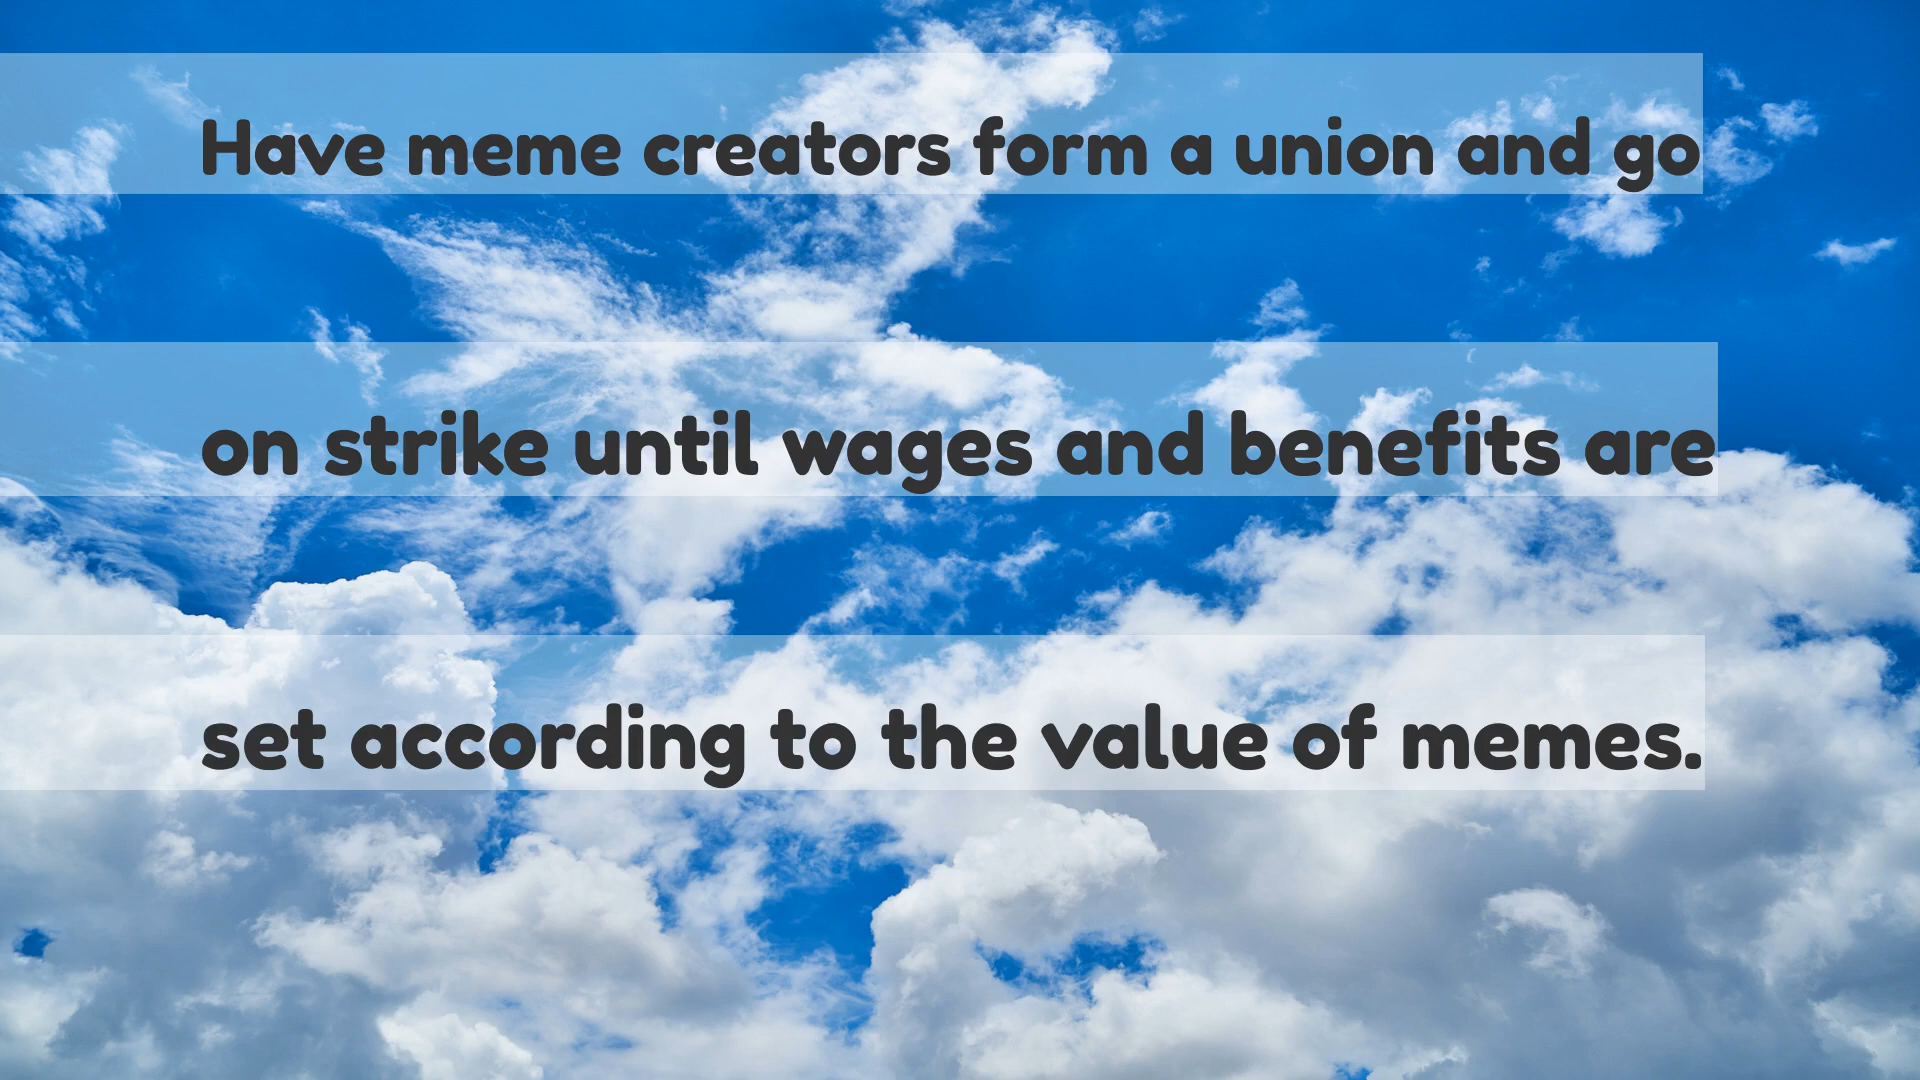 Have meme creators form a union and go
on strike until wages and benefits are
set according to the value of memes.